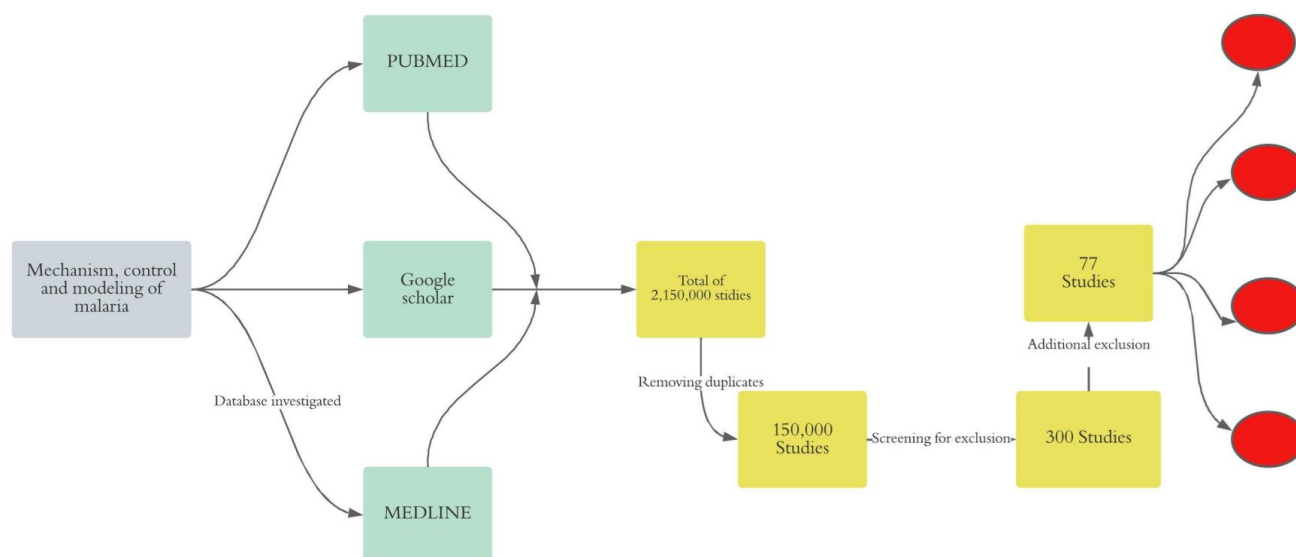 PUBMED
Mechanism, control
and modeling of
malaria
Google
scholar
Database investigated
MEDLINE
Total of
2,150,000 stidies
Removing duplicates
150,000
Studies
Screening for exclusion
300 Studies
Additional exclusion
77
Studies